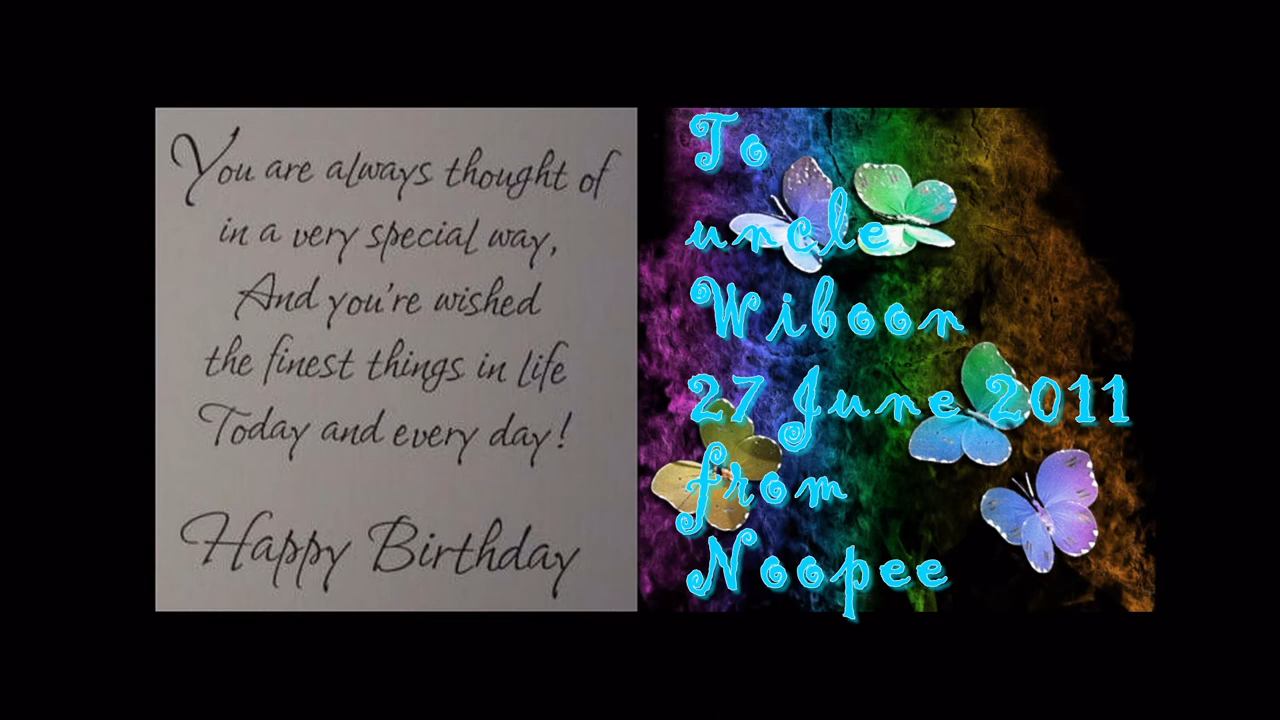 You are always thought of
in a very special way,
And you're wished
the finest things in life
Today and every day!
Happy Birthday
To
uncle
Wiboon
27 June 2011
from
Noopee